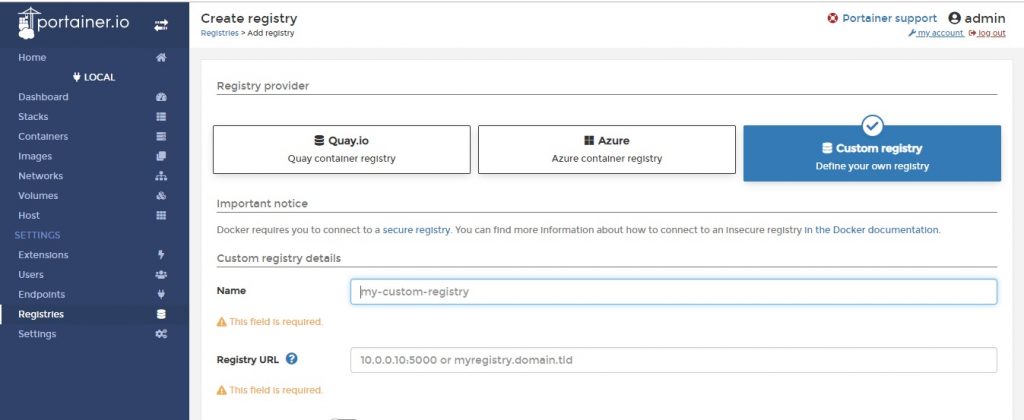 portainer.io
Home
LOCAL
Dashboard
Stacks
Containers
Images
Networks
Volumes
Host
SETTINGS
Extensions
Users
Endpoints
Registries
Settings
Create registry
Registries > Add registry
Portainer support admin
my account log out
Registry provider
Quay.io
Quay container registry
Azure
Azure container registry
Custom registry
Define your own registry
Important notice
Docker requires you to connect to a secure registry. You can find more information about how to connect to an insecure registry in the Docker documentation.
Custom registry details
Name
my-custom-registry
This field is required.
Registry URL
10.0.0.10:5000 or myregistry.domain.tld
This field is required.